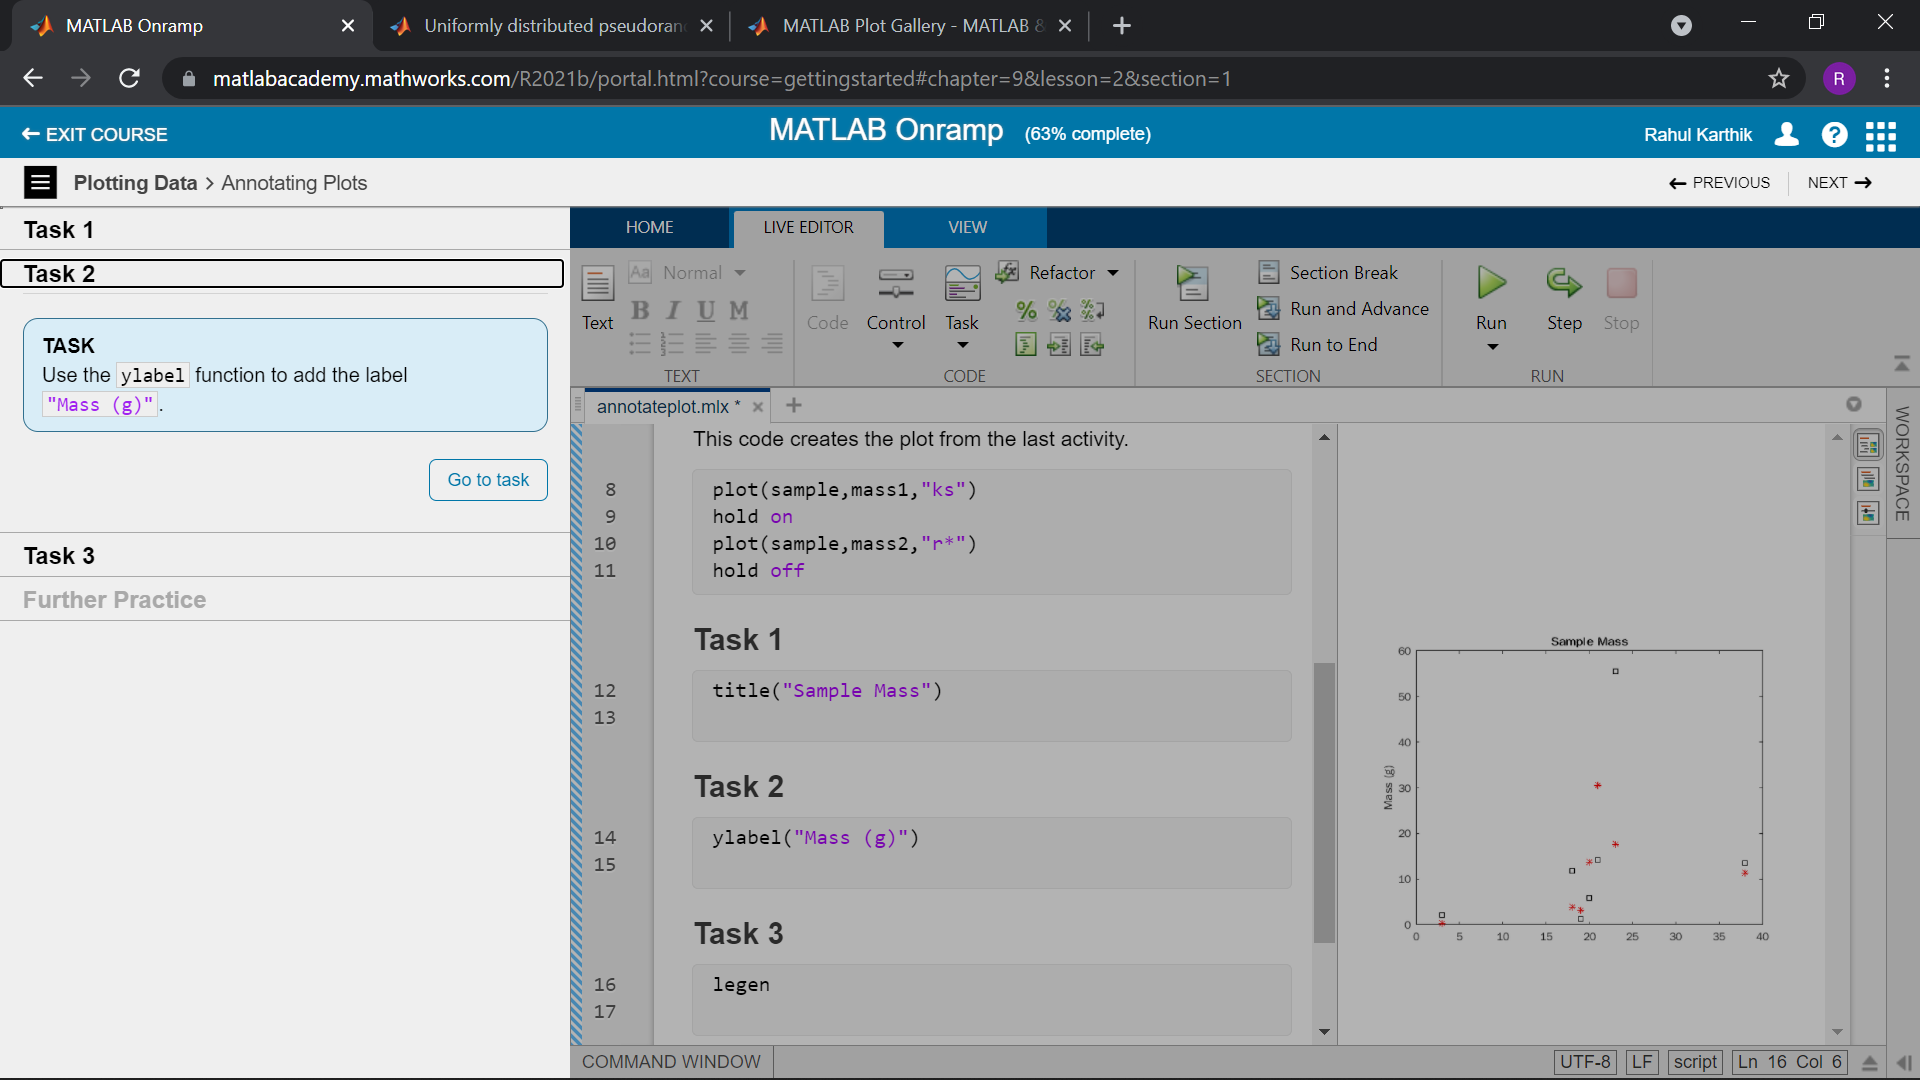 MATLAB Onramp
Uniformly distributed pseudoran
MATLAB Plot Gallery - MATLAB &
matlabacademy.mathworks.com/R2021b/portal.html?course=gettingstarted#chapter=9&lesson=2&section=1
R
EXIT COURSE
MATLAB Onramp (63% complete)
Rahul Karthik
?
Plotting Data > Annotating Plots
PREVIOUS
NEXT
Task 1
Task 2
TASK
Use the ylabel function to add the label
"Mass (g)".
Go to task
Task 3
Further Practice
HOME
LIVE EDITOR
VIEW
Text
Aa Normal
B I U M
TEXT
Code
Control
Task
Refactor
CODE
Run Section
Section Break
Run and Advance
Run to End
SECTION
Run
Step
Stop
RUN
annotateplot.mlx *
WORKSPACE
This code creates the plot from the last activity.
8 plot(sample,mass1,"ks")
9 hold on
10 plot(sample,mass2,"r*")
11 hold off
Task 1
12 title("Sample Mass")
13
Task 2
14 ylabel("Mass (g)")
15
Task 3
16 legen
17
Sample Mass
60
50
40
30
20
10
0
Mass (g)
0 5 10 15 20 25 30 35 40
COMMAND WINDOW
UTF-8
LF
script
Ln 16 Col 6